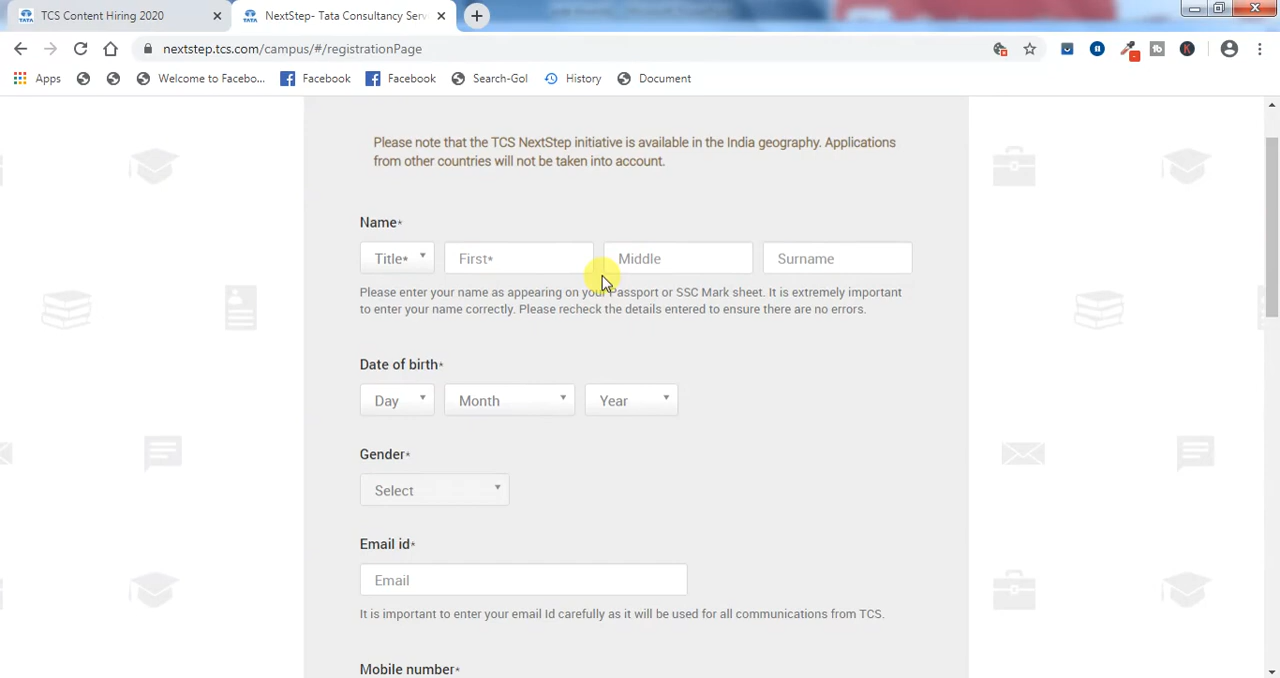 TCS Content Hiring 2020
NextStep- Tata Consultancy Serv
nextstep.tcs.com/campus/#/registrationPage
Apps
Welcome to Facebo...
Facebook
Facebook
Search-Gol
History
Document
Please note that the TCS NextStep initiative is available in the India geography. Applications
from other countries will not be taken into account.
Name*
Title* First* Middle Surname
Please enter your name as appearing on your Passport or SSC Mark sheet. It is extremely important
to enter your name correctly. Please recheck the details entered to ensure there are no errors.
Date of birth*
Day Month Year
Gender*
Select
Email id*
Email
It is important to enter your email Id carefully as it will be used for all communications from TCS.
Mobile number*